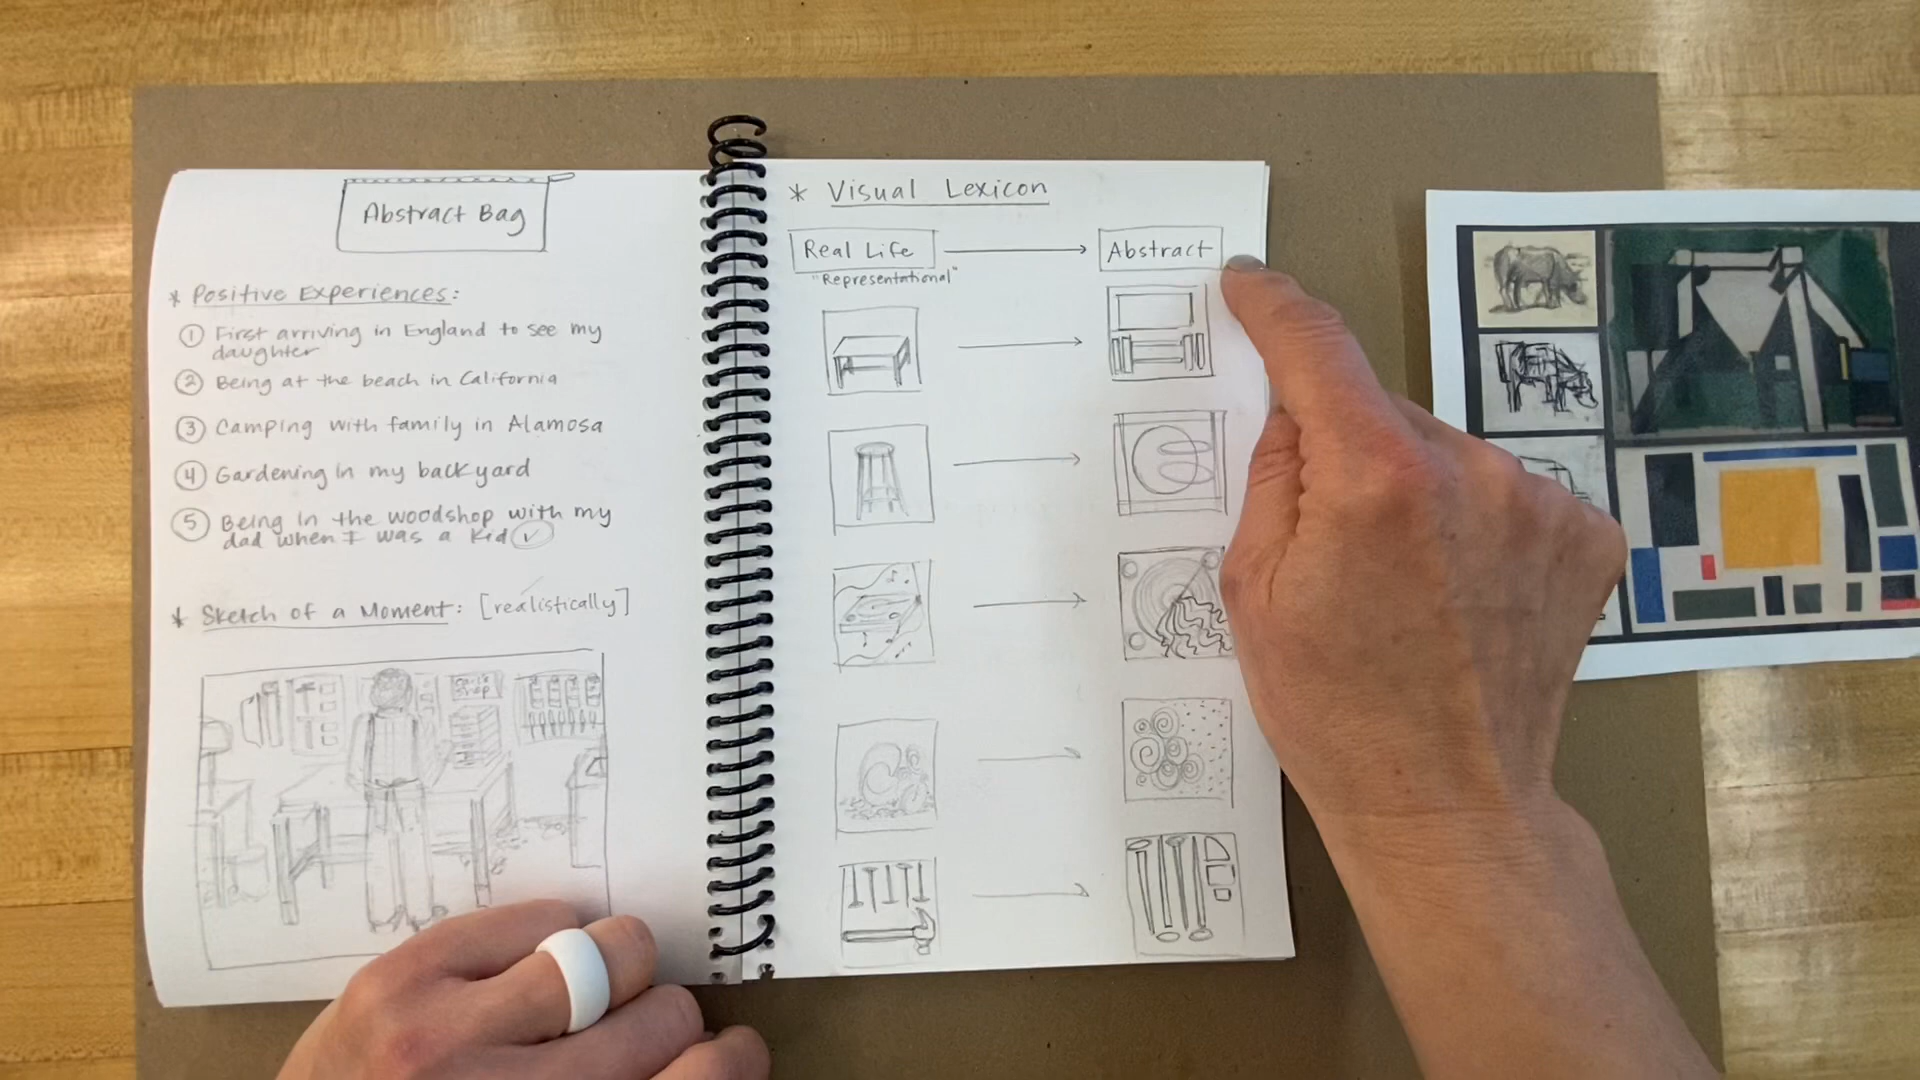 Abstract Bag
* Positive Experiences:
① First arriving in England to see my
daughter
② Being at the beach in California
③ Camping with family in Alamosa
④ Gardening in my backyard
⑤ Being in the woodshop with my
dad when I was a kid ✓
* Sketch of a Moment: [realistically]
* Visual Lexicon
Real Life → Abstract
"Representational"